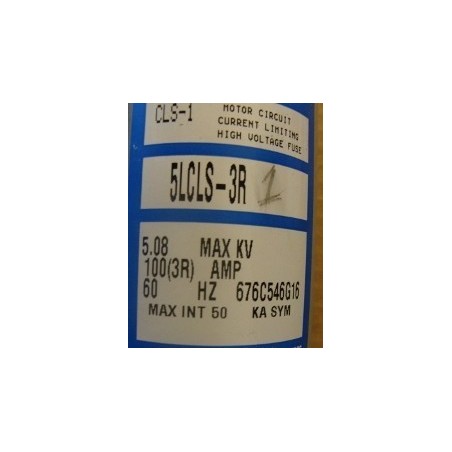 CLS-1
MOTOR CIRCUIT
CURRENT LIMITING
HIGH VOLTAGE FUSE
5LCLS-3R 1
5.08 MAX KV
100(3R) AMP
60 HZ 676C546G16
MAX INT 50 KA SYM